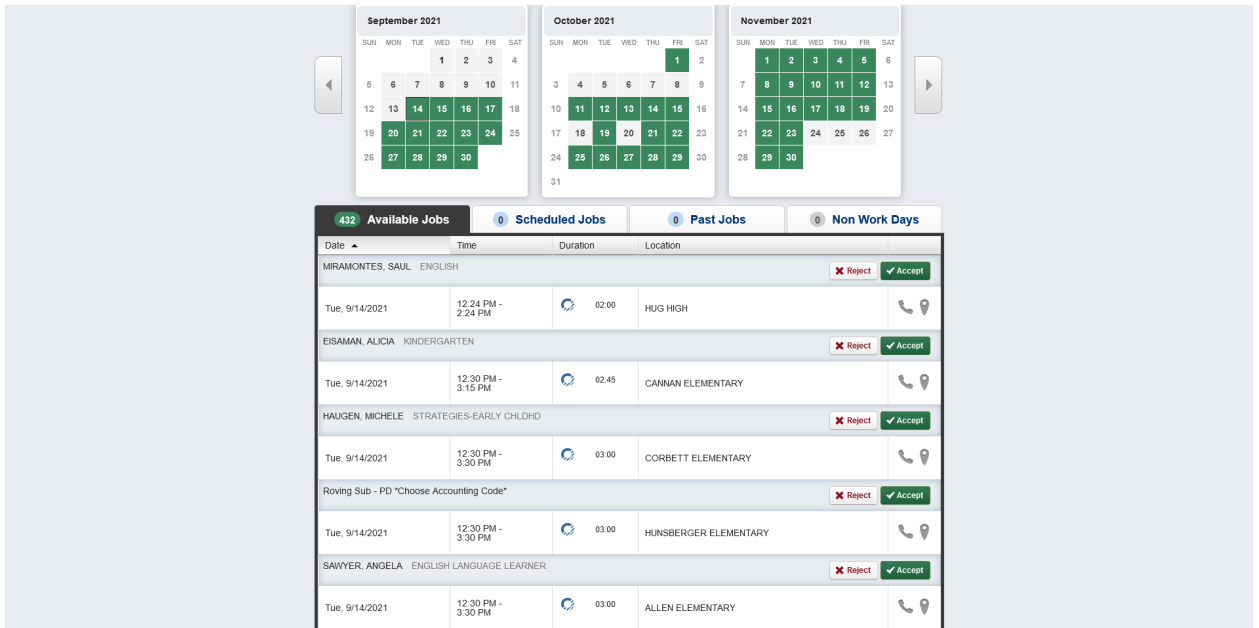 September 2021 October 2021 November 2021
SUN MON TUE WED THU FRI SAT SUN MON TUE WED THU FRI SAT SUN MON TUE WED THU FRI SAT
1 2 3 4 1 2 1 2 3 4 5 6
5 6 7 8 9 10 11 3 4 5 6 7 8 9 7 8 9 10 11 12 13
12 13 14 15 16 17 18 10 11 12 13 14 15 16 14 15 16 17 18 19 20
19 20 21 22 23 24 25 17 18 19 20 21 22 23 21 22 23 24 25 26 27
26 27 28 29 30 24 25 26 27 28 29 30 28 29 30
31
432 Available Jobs 0 Scheduled Jobs 0 Past Jobs 0 Non Work Days
Date Time Duration Location
MIRAMONTES, SAUL ENGLISH Reject Accept
Tue, 9/14/2021 12:24 PM - 2:24 PM 02:00 HUG HIGH
EISAMAN, ALICIA KINDERGARTEN Reject Accept
Tue, 9/14/2021 12:30 PM - 3:15 PM 02:45 CANNAN ELEMENTARY
HAUGEN, MICHELE STRATEGIES-EARLY CHLDHD Reject Accept
Tue, 9/14/2021 12:30 PM - 3:30 PM 03:00 CORBETT ELEMENTARY
Roving Sub - PD "Choose Accounting Code" Reject Accept
Tue, 9/14/2021 12:30 PM - 3:30 PM 03:00 HUNSBERGER ELEMENTARY
SAWYER, ANGELA ENGLISH LANGUAGE LEARNER Reject Accept
Tue, 9/14/2021 12:30 PM - 3:30 PM 03:00 ALLEN ELEMENTARY